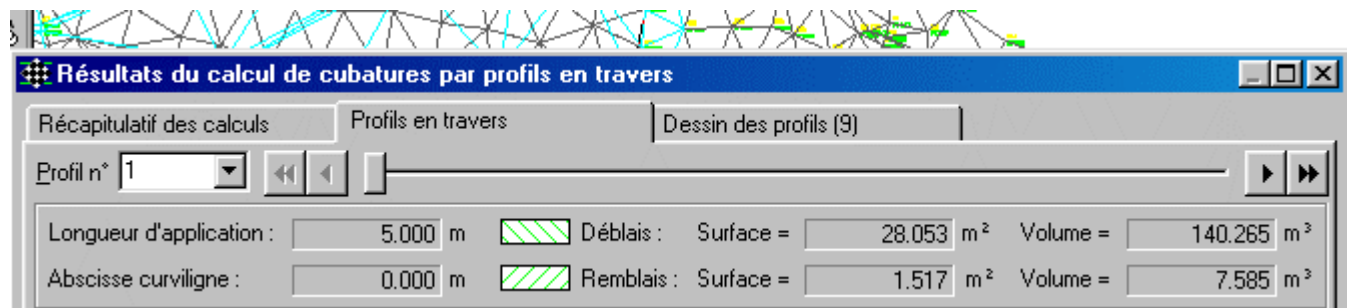 Résultats du calcul de cubatures par profils en travers
Récapitulatif des calculs Profils en travers Dessin des profils (9)
Profil n° 1
Longueur d'application : 5.000 m Déblais : Surface = 28.053 m² Volume = 140.265 m³
Abscisse curviligne : 0.000 m Remblais : Surface = 1.517 m² Volume = 7.585 m³